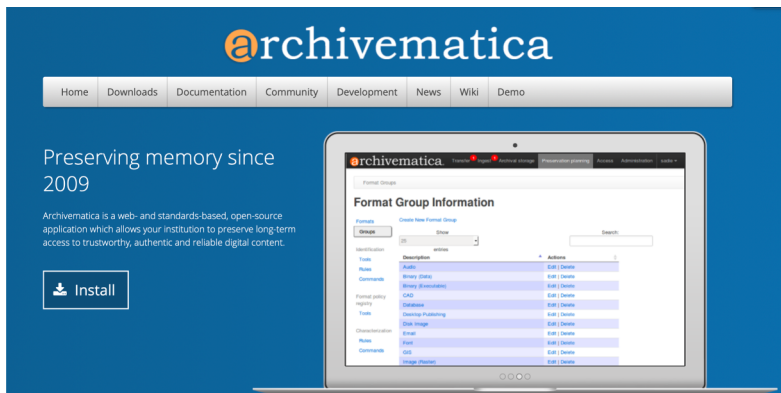 archivematica
Home Downloads Documentation Community Development News Wiki Demo
Preserving memory since
2009
Archivematica is a web- and standards-based, open-source
application which allows your institution to preserve long-term
access to trustworthy, authentic and reliable digital content.
Install
archivematica Transfer Ingest Archival storage Preservation planning Access Administration
Format Groups
Format Group Information
Formats Create New Format Group
Groups Show Search:
20
Identification entries
Tools Description Actions
Rules Audio Edit | Delete
Commands Binary (Data) Edit | Delete
Binary (Executable) Edit | Delete
Format policy CAD Edit | Delete
registry Database Edit | Delete
Tools Desktop Publishing Edit | Delete
Disk Image Edit | Delete
Characterization Email Edit | Delete
Rules Font Edit | Delete
Commands GIS Edit | Delete
Image (Raster) Edit | Delete